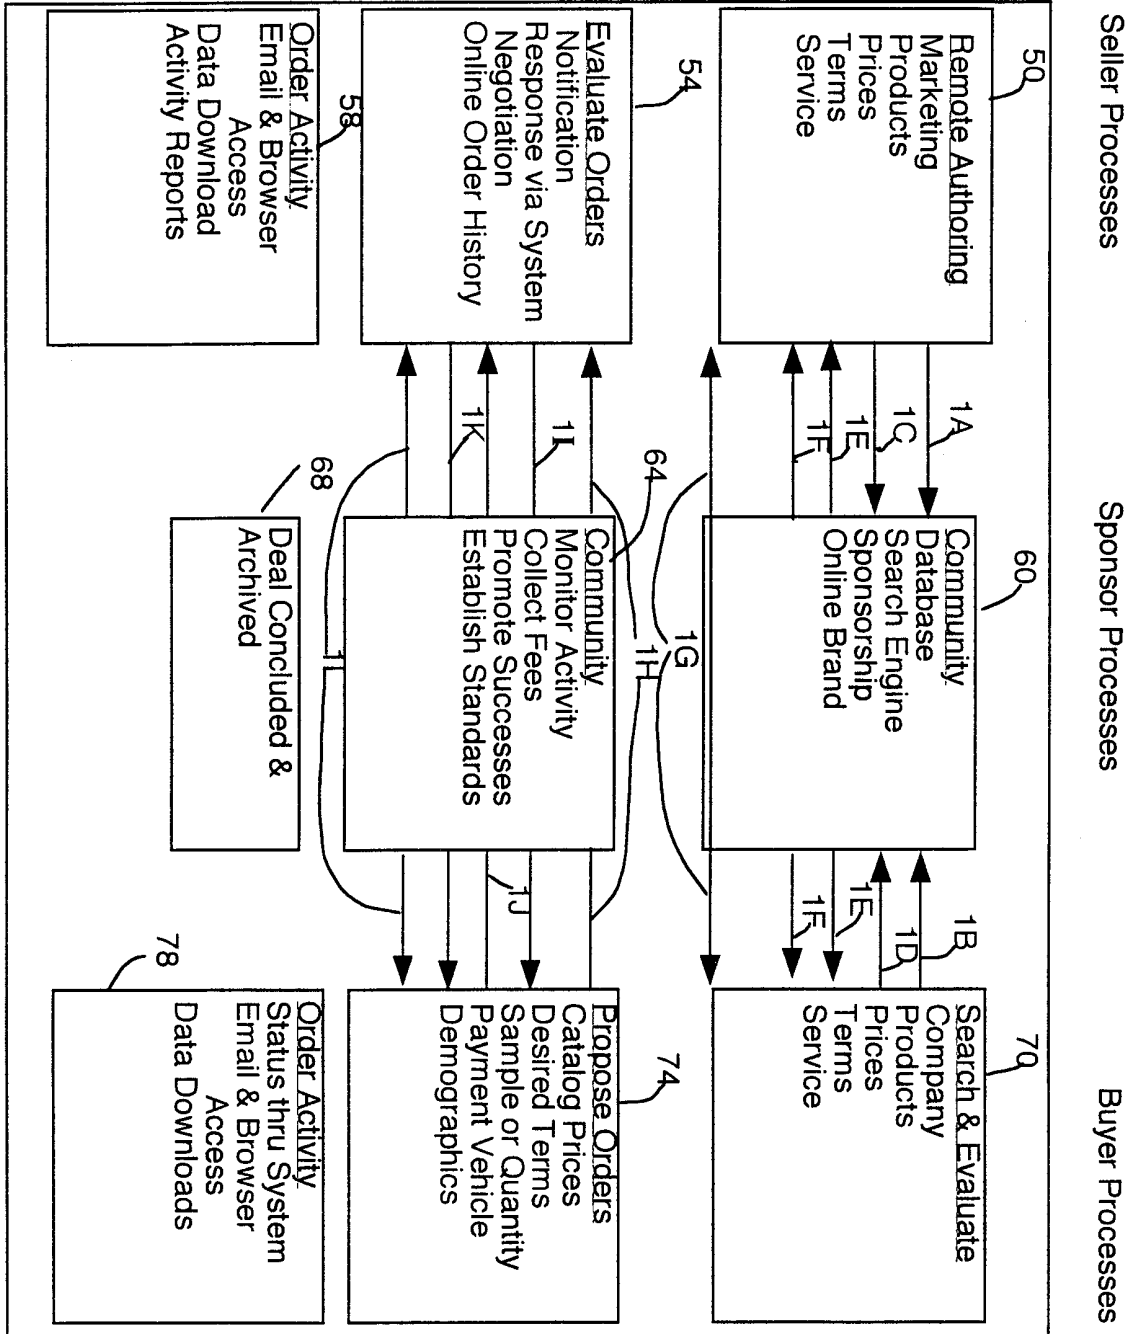 Seller Processes
Sponsor Processes
Buyer Processes
50
Remote Authoring
Marketing
Products
Prices
Terms
Service
1A
1C
1E
1F
60
Community
Database
Search Engine
Sponsorship
Online Brand
1B
1D
1E
1F
70
Search & Evaluate
Company
Products
Prices
Terms
Service
1G
54
Evaluate Orders
Notification
Response via System
Negotiation
Online Order History
1H
1I
1K
64
Community
Monitor Activity
Collect Fees
Promote Successes
Establish Standards
1J
74
Propose Orders
Catalog Prices
Desired Terms
Sample or Quantity
Payment Vehicle
Demographics
1L
58
Order Activity
Email & Browser
Access
Data Download
Activity Reports
68
Deal Concluded &
Archived
78
Order Activity
Status thru System
Email & Browser
Access
Data Downloads